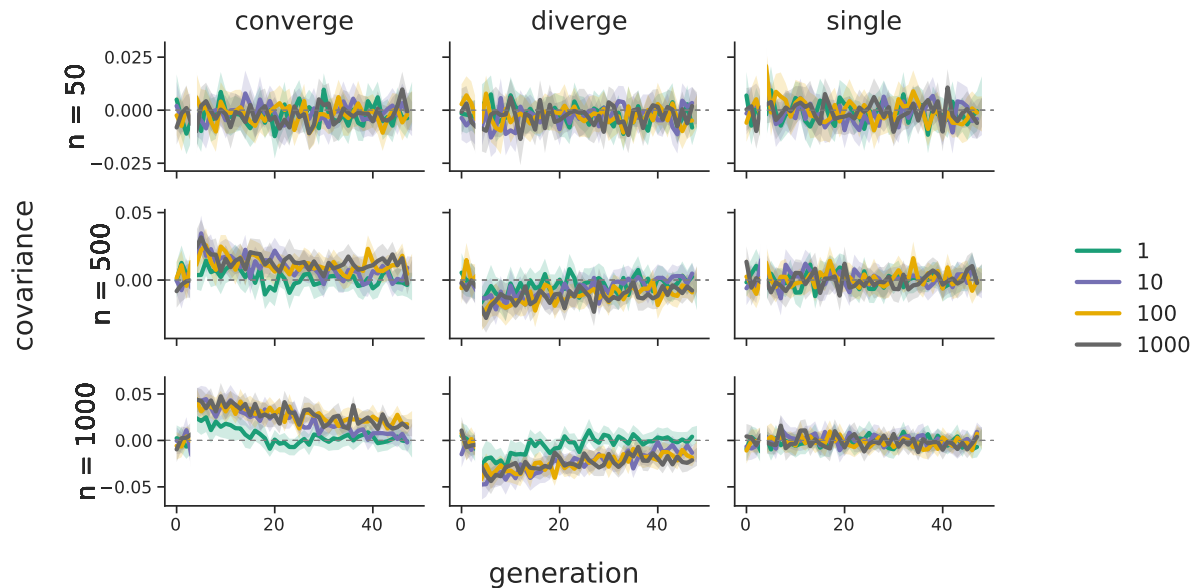 converge diverge single
n = 50
0.025
0.000
−0.025
covariance
n = 500
0.05
0.00
n = 1000
0.05
0.00
−0.05
0 20 40 0 20 40 0 20 40
generation
1
10
100
1000